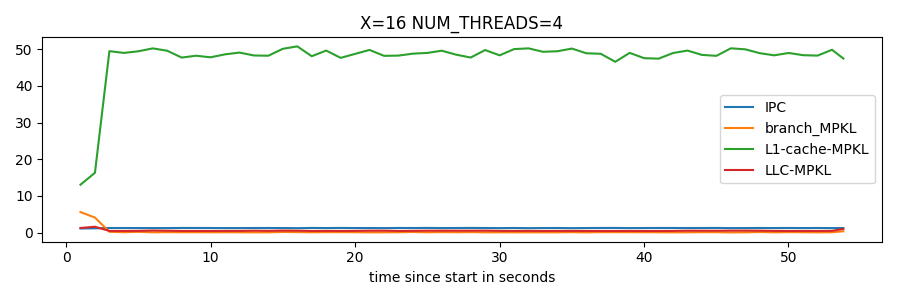 X=16 NUM_THREADS=4
50
40
30
20
10
0
IPC
branch_MPKL
L1-cache-MPKL
LLC-MPKL
0 10 20 30 40 50
time since start in seconds